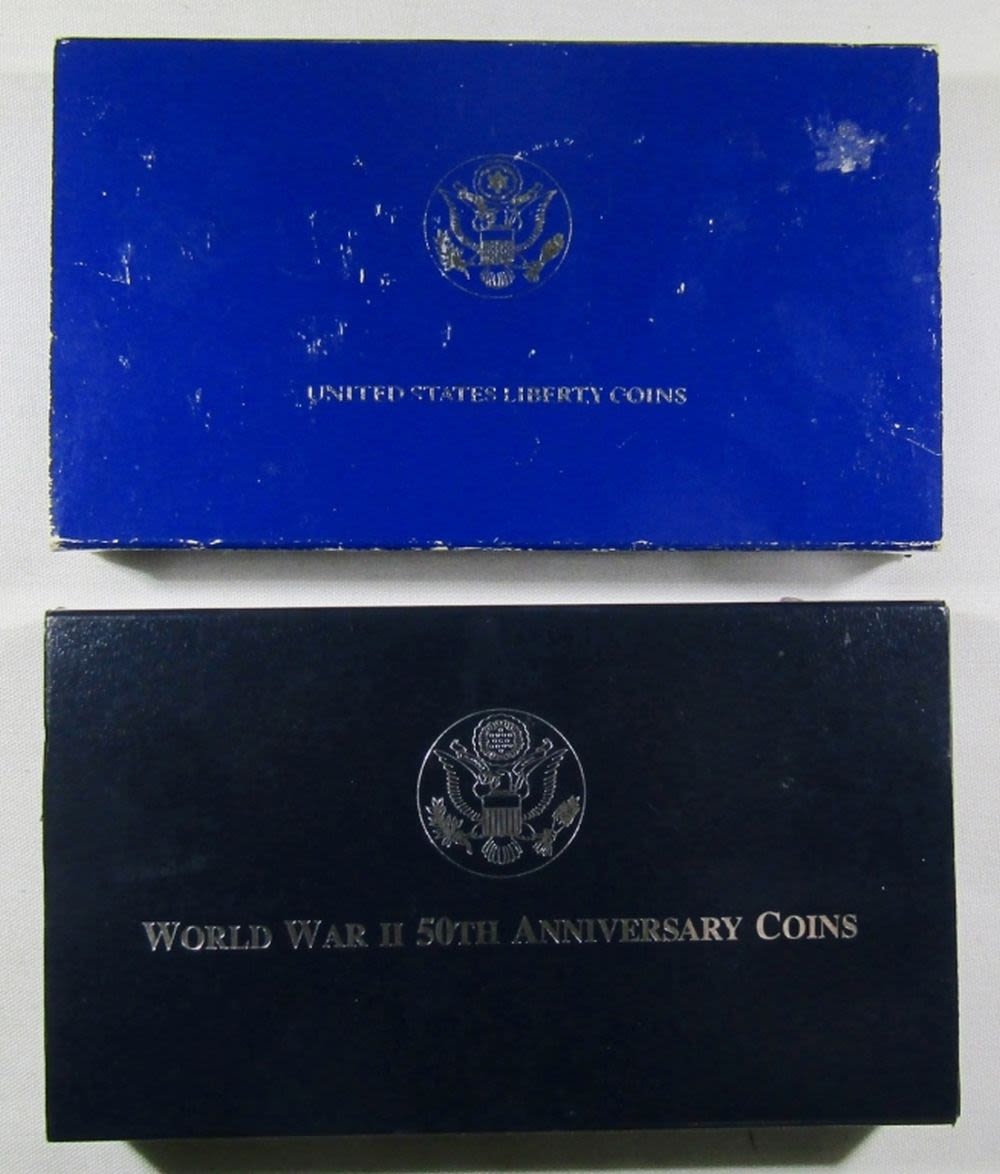 UNITED STATES LIBERTY COINS
WORLD WAR II 50TH ANNIVERSARY COINS